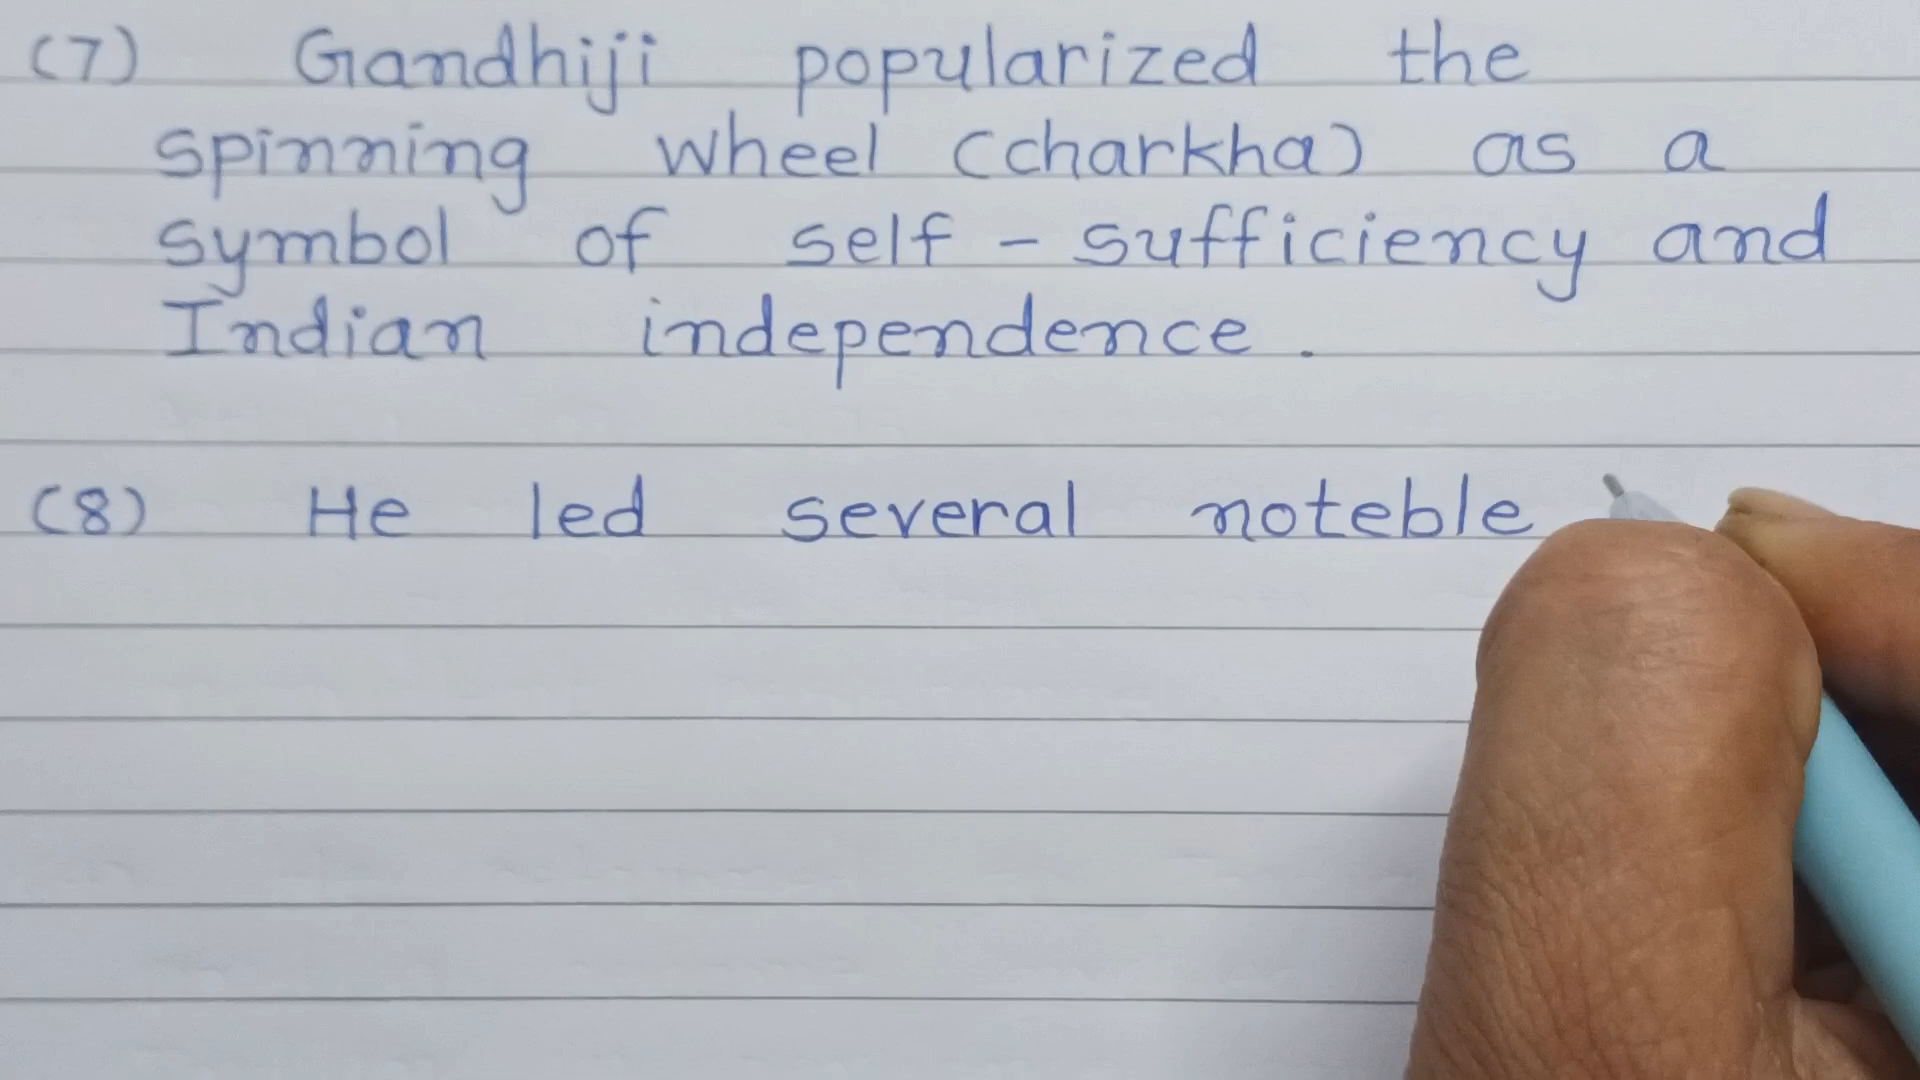 (7) Gandhiji popularized the
spinning wheel (charkha) as a
symbol of self - sufficiency and
Indian independence.
(8) He led several noteble